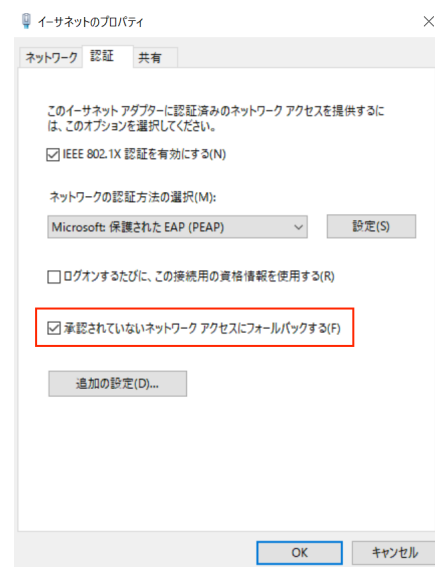 イーサネットのプロパティ
ネットワーク 認証 共有
このイーサネット アダプターに認証済みのネットワーク アクセスを提供するに
は、このオプションを選択してください。
IEEE 802.1X 認証を有効にする(N)
ネットワークの認証方法の選択(M):
Microsoft: 保護された EAP (PEAP) 設定(S)
ログオンするたびに、この接続用の資格情報を使用する(R)
承認されていないネットワーク アクセスにフォールバックする(F)
追加の設定(D)...
OK キャンセル